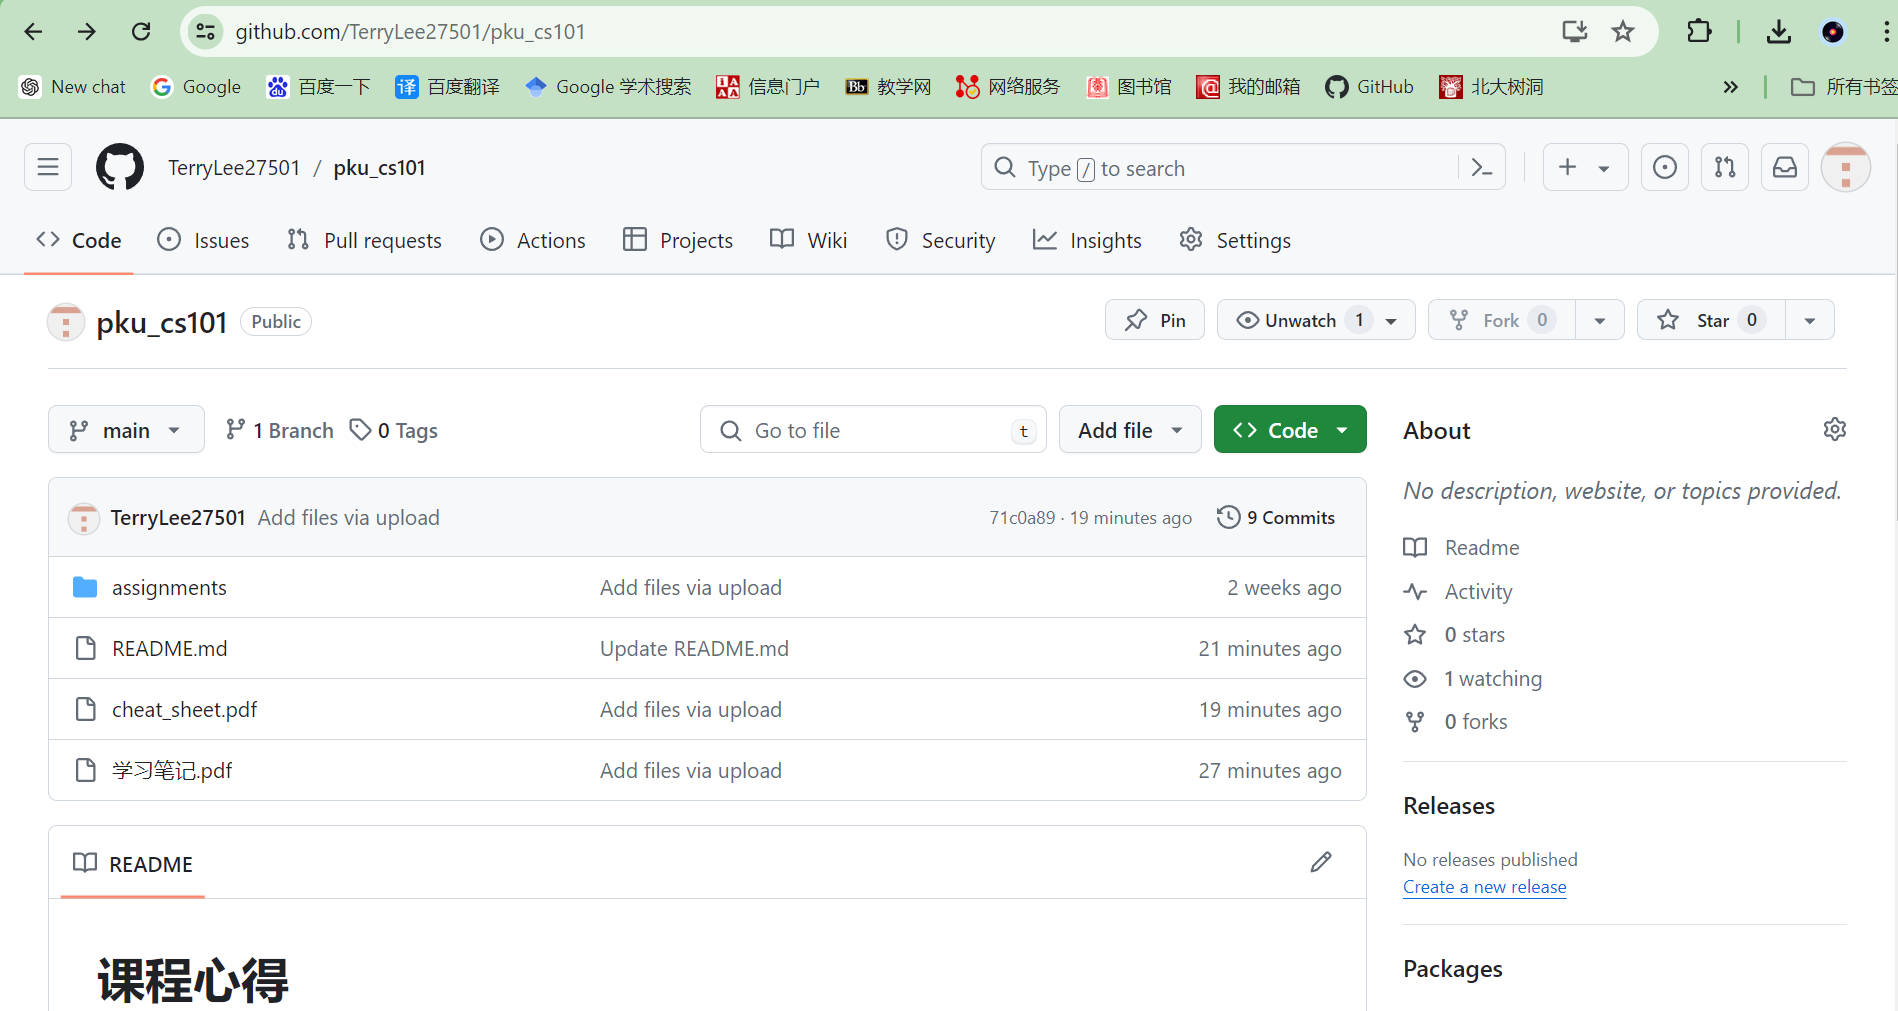 github.com/TerryLee27501/pku_cs101
New chat Google 百度一下 百度翻译 Google 学术搜索 信息门户 Bb 教学网 网络服务 图书馆 我的邮箱 GitHub 北大树洞 » 所有书签
TerryLee27501 / pku_cs101 Type / to search
Code Issues Pull requests Actions Projects Wiki Security Insights Settings
pku_cs101 Public Pin Unwatch 1 Fork 0 Star 0
main 1 Branch 0 Tags Go to file t Add file Code
TerryLee27501 Add files via upload 71c0a89 · 19 minutes ago 9 Commits
assignments Add files via upload 2 weeks ago
README.md Update README.md 21 minutes ago
cheat_sheet.pdf Add files via upload 19 minutes ago
学习笔记.pdf Add files via upload 27 minutes ago
README
课程心得
About
No description, website, or topics provided.
Readme
Activity
0 stars
1 watching
0 forks
Releases
No releases published
Create a new release
Packages